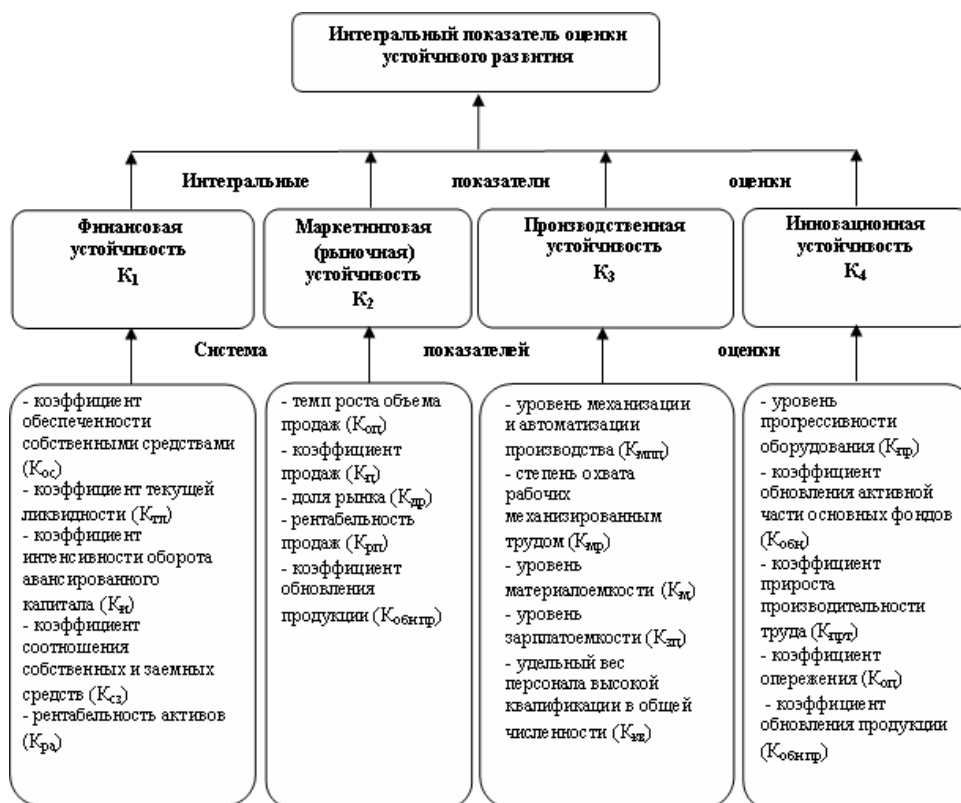 Интегральный показатель оценки
устойчивого развития
Интегральные показатели оценки
Финансовая
устойчивость
К₁
Маркетинговая
(рыночная)
устойчивость
К₂
Производственная
устойчивость
К₃
Инновационная
устойчивость
К₄
Система показателей оценки
- коэффициент
обеспеченности
собственными средствами
(Кос)
- коэффициент текущей
ликвидности (Ктл)
- коэффициент
интенсивности оборота
авансированного
капитала (Ки)
- коэффициент
соотношения
собственных и заемных
средств (Ксз)
- рентабельность активов
(Кра)
- темп роста объема
продаж (Коп)
- коэффициент
продаж (Кп)
- доля рынка (Кдр)
- рентабельность
продаж (Крп)
- коэффициент
обновления
продукции (Кобнпр)
- уровень механизации
и автоматизации
производства (Кмпп)
- степень охвата
рабочих
механизированным
трудом (Кмр)
- уровень
материалоемкости (Км)
- уровень
зарплатоемкости (Кзп)
- удельный вес
персонала высокой
квалификации в общей
численности (Ккв)
- уровень
прогрессивности
оборудования (Кпр)
- коэффициент
обновления активной
части основных фондов
(Кобн)
- коэффициент
прироста
производительности
труда (Кпрт)
- коэффициент
опережения (Коп)
- коэффициент
обновления продукции
(Кобнпр)